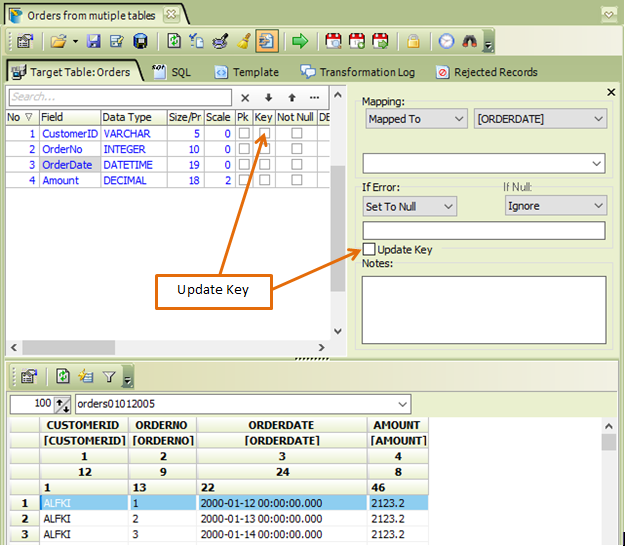 Orders from mutiple tables
Target Table: Orders
SQL
Template
Transformation Log
Rejected Records
Search...
No Field Data Type Size/Pr Scale Pk Key Not Null DE
1 CustomerID VARCHAR 5 0
2 OrderNo INTEGER 10 0
3 OrderDate DATETIME 19 0
4 Amount DECIMAL 18 2
Mapping:
Mapped To [ORDERDATE]
If Error: If Null:
Set To Null Ignore
Update Key
Notes:
Update Key
100 orders01012005
CUSTOMERID ORDERNO ORDERDATE AMOUNT
[CUSTOMERID] [ORDERNO] [ORDERDATE] [AMOUNT]
1 2 3 4
12 9 24 8
1 13 22 46
1 ALFKI 1 2000-01-12 00:00:00.000 2123.2
2 ALFKI 2 2000-01-13 00:00:00.000 2123.2
3 ALFKI 3 2000-01-14 00:00:00.000 2123.2